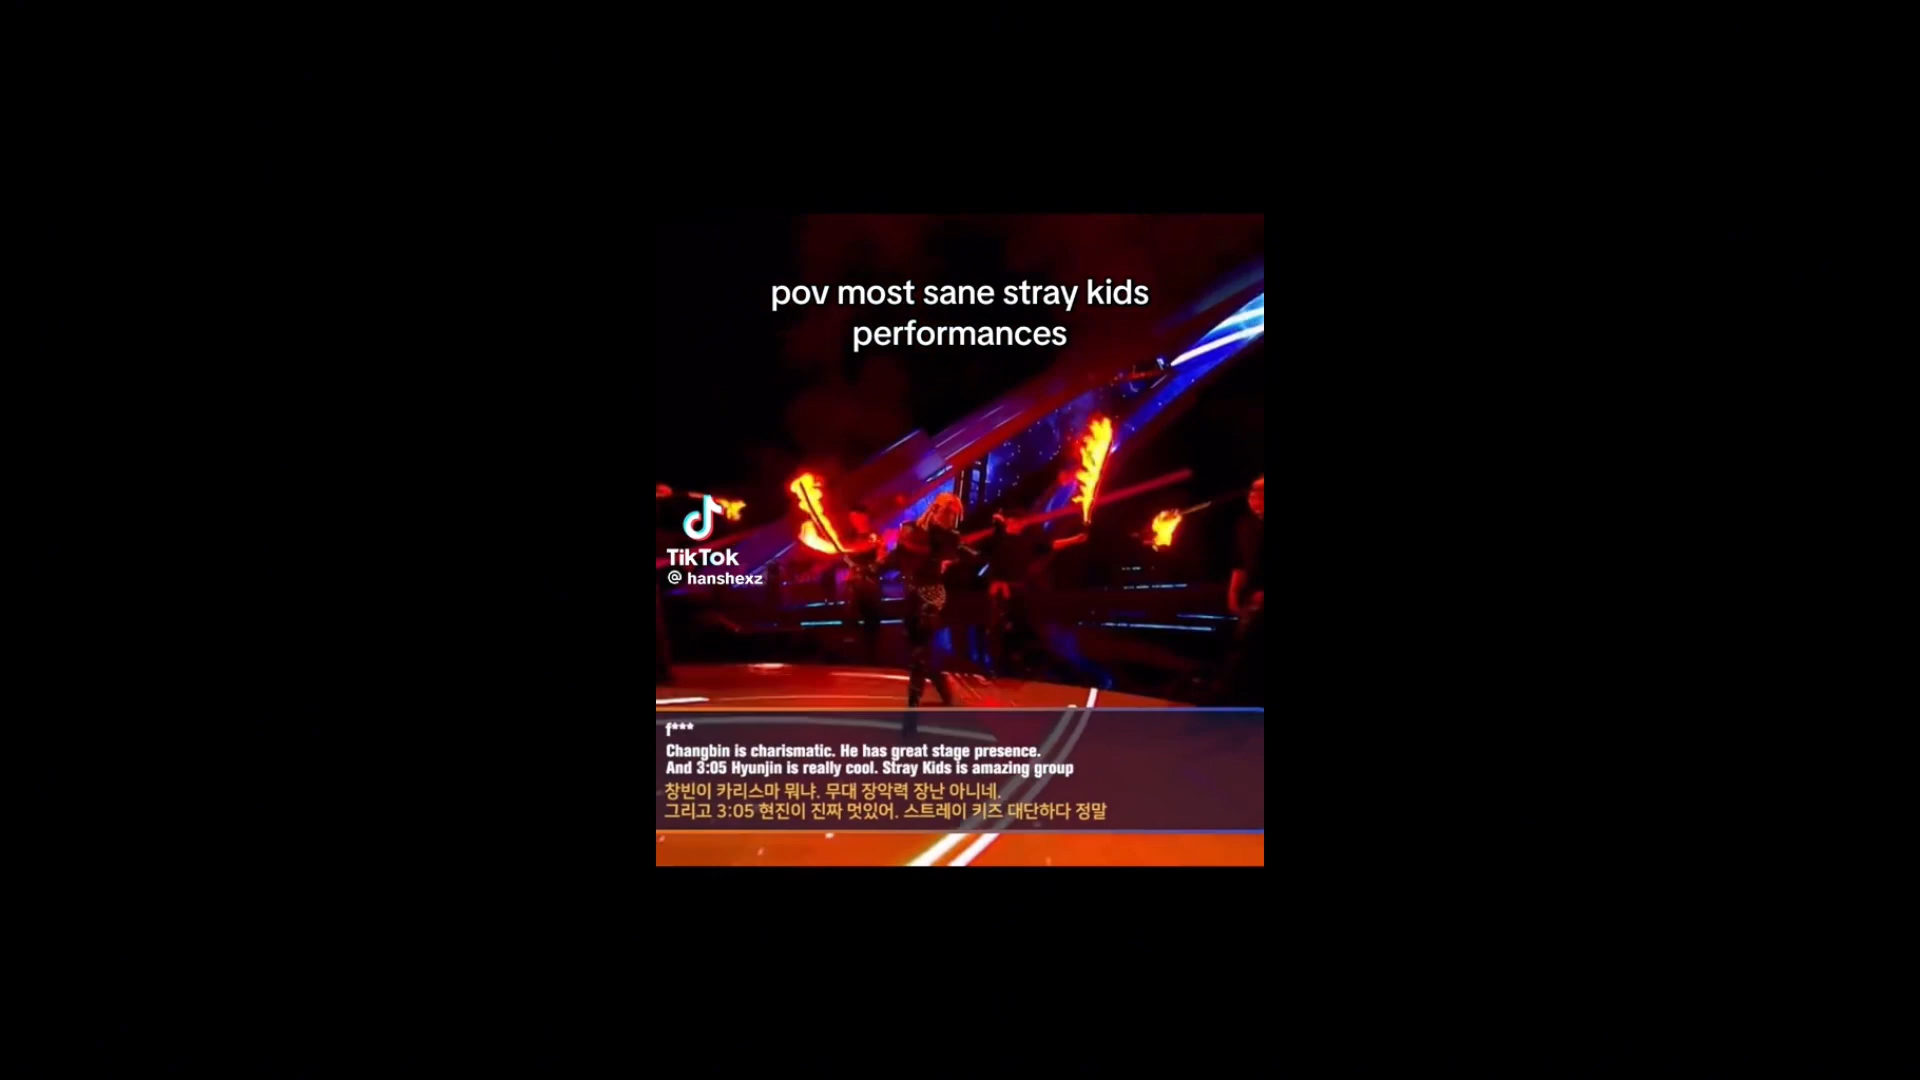 pov most sane stray kids
performances
TikTok
@ hanshexz
f***
Changbin is charismatic. He has great stage presence.
And 3:05 Hyunjin is really cool. Stray Kids is amazing group
창빈이 카리스마 뭐냐. 무대 장악력 장난 아니네.
그리고 3:05 현진이 진짜 멋있어. 스트레이 키즈 대단하다 정말